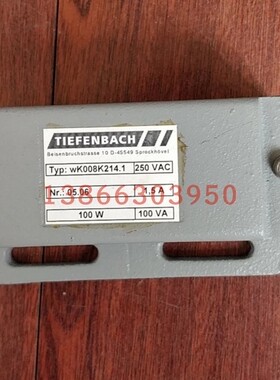 TIEFENBACH
Beisenbruchstrasse 10 D-45549 Sprockhövel
Typ: wK008K214.1 250 VAC
Nr.: 05.06 1.5 A
13866303950
100 W 100 VA